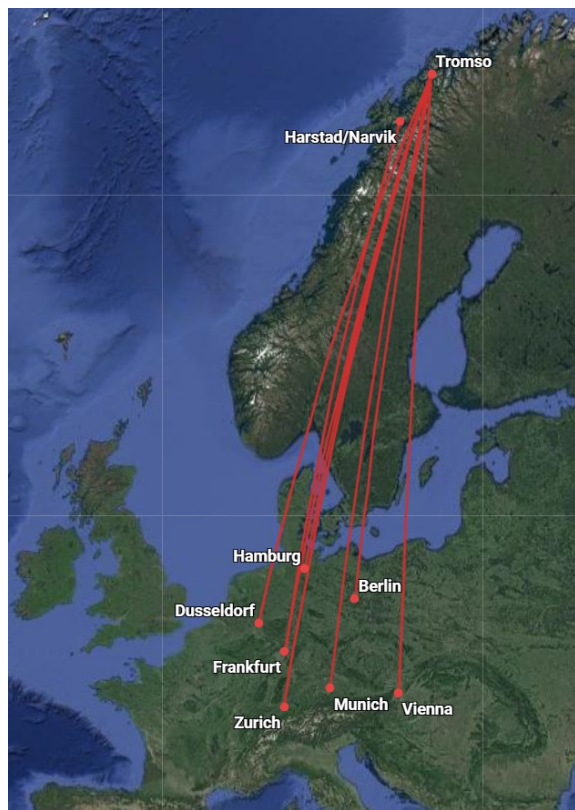 Tromso
Harstad/Narvik
Hamburg
Berlin
Dusseldorf
Frankfurt
Munich
Vienna
Zurich